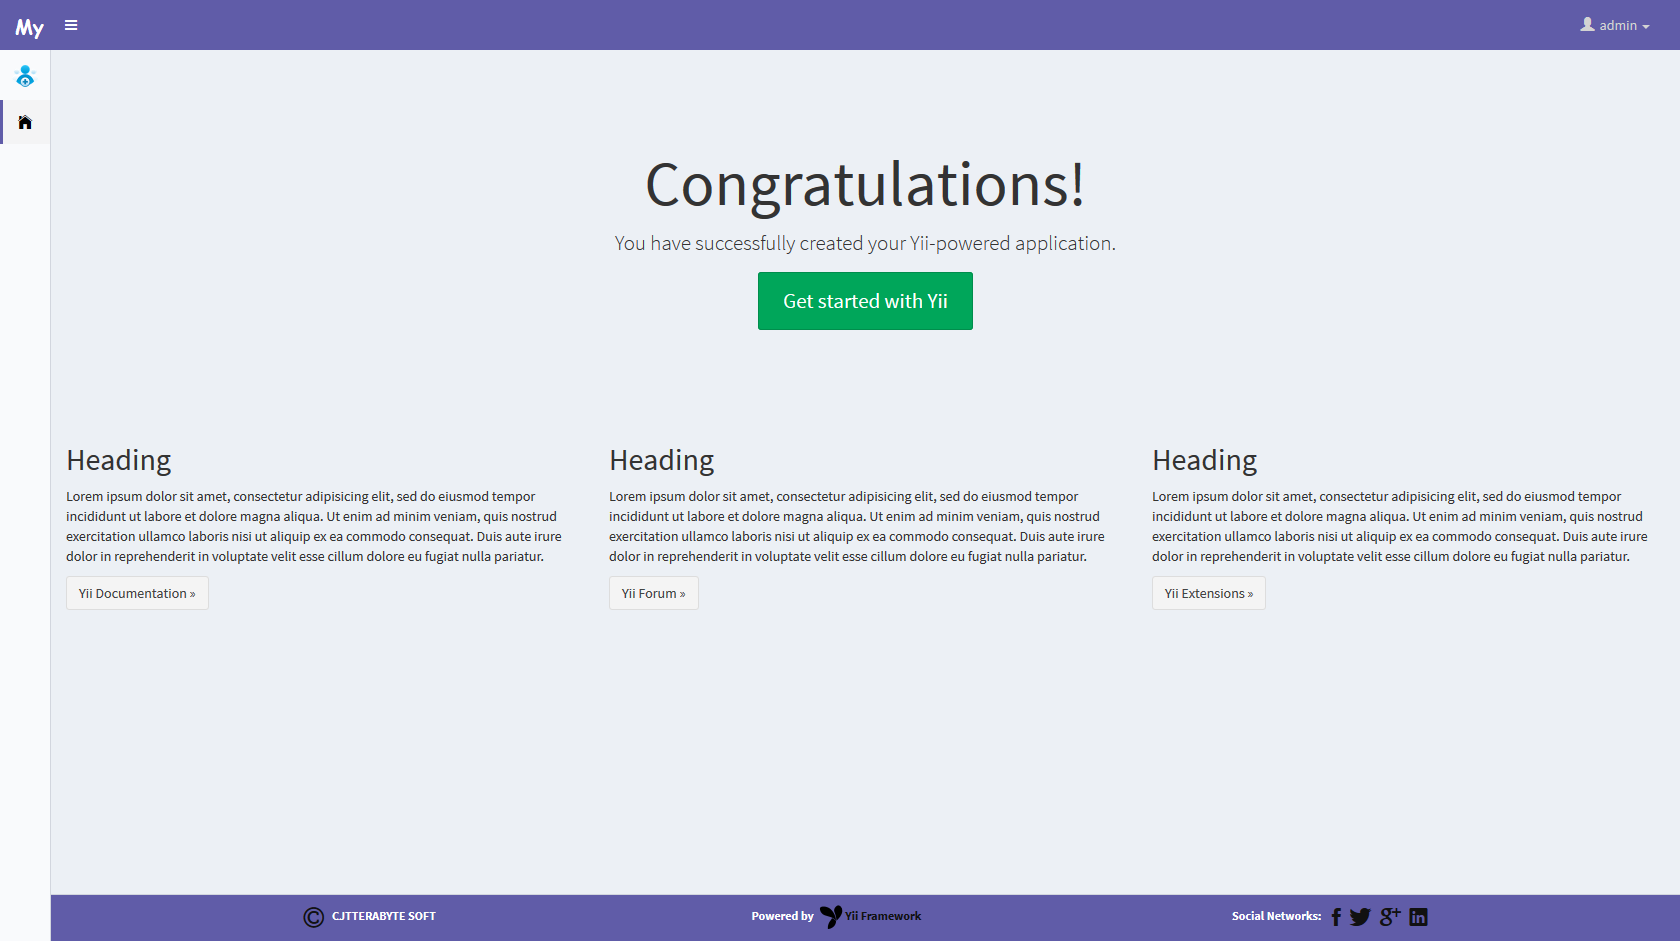 My
admin
Congratulations!
You have successfully created your Yii-powered application.
Get started with Yii
Heading
Lorem ipsum dolor sit amet, consectetur adipisicing elit, sed do eiusmod tempor
incididunt ut labore et dolore magna aliqua. Ut enim ad minim veniam, quis nostrud
exercitation ullamco laboris nisi ut aliquip ex ea commodo consequat. Duis aute irure
dolor in reprehenderit in voluptate velit esse cillum dolore eu fugiat nulla pariatur.
Yii Documentation »
Heading
Lorem ipsum dolor sit amet, consectetur adipisicing elit, sed do eiusmod tempor
incididunt ut labore et dolore magna aliqua. Ut enim ad minim veniam, quis nostrud
exercitation ullamco laboris nisi ut aliquip ex ea commodo consequat. Duis aute irure
dolor in reprehenderit in voluptate velit esse cillum dolore eu fugiat nulla pariatur.
Yii Forum »
Heading
Lorem ipsum dolor sit amet, consectetur adipisicing elit, sed do eiusmod tempor
incididunt ut labore et dolore magna aliqua. Ut enim ad minim veniam, quis nostrud
exercitation ullamco laboris nisi ut aliquip ex ea commodo consequat. Duis aute irure
dolor in reprehenderit in voluptate velit esse cillum dolore eu fugiat nulla pariatur.
Yii Extensions »
© CJTTERABYTE SOFT
Powered by Yii Framework
Social Networks: